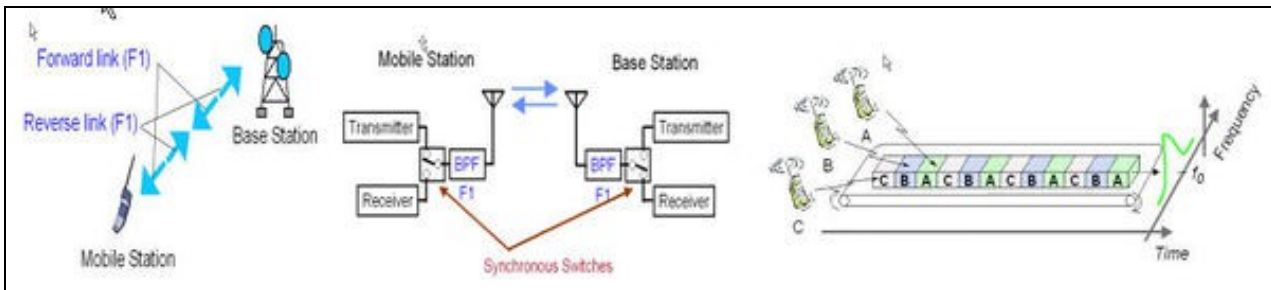 Forward link (F1)
Reverse link (F1)
Base Station
Mobile Station
Mobile Station
Base Station
Transmitter
Receiver
BPF
F1
BPF
F1
Transmitter
Receiver
Synchronous Switches
A
B
C
C B A C B A C B A C B A
Frequency
f0
Time